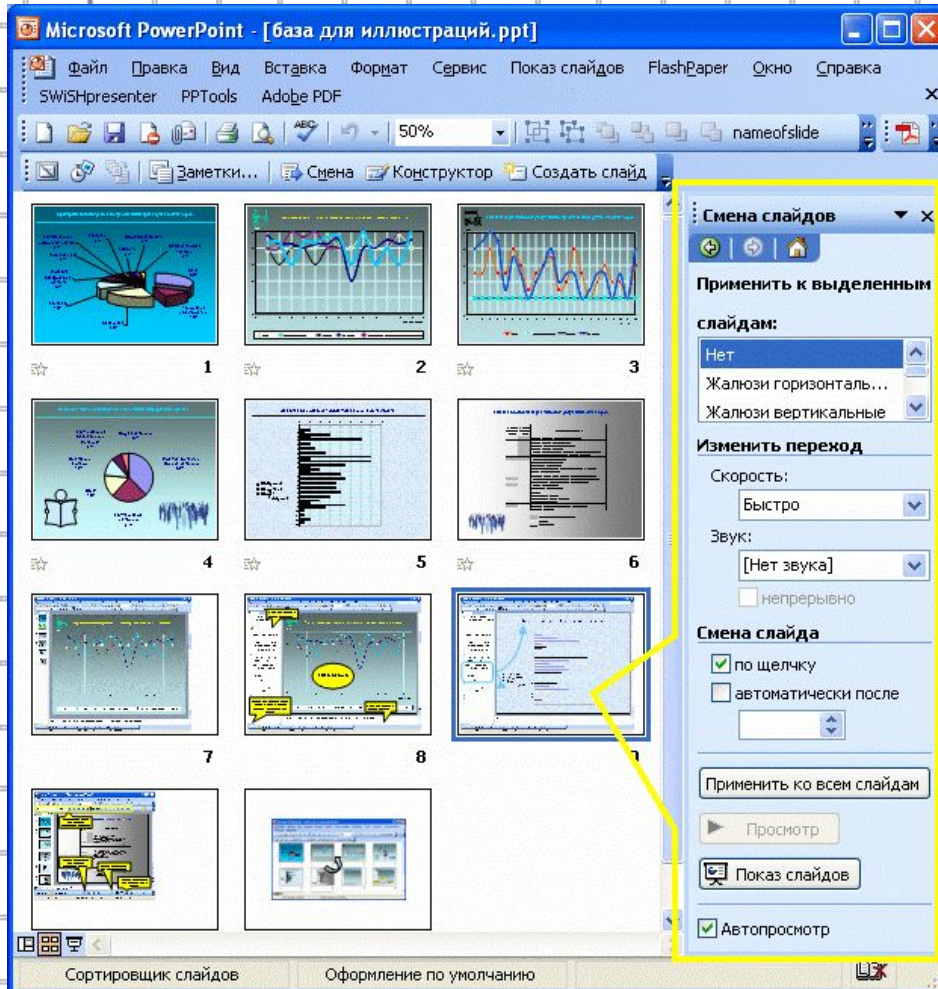 Microsoft PowerPoint - [база для иллюстраций.ppt]
Файл Правка Вид Вставка Формат Сервис Показ слайдов FlashPaper Окно Справка
SWiSHpresenter PPTools Adobe PDF
50% nameofslide
Заметки... Смена Конструктор Создать слайд
1 2 3
4 5 6
7 8 9
Смена слайдов
Применить к выделенным
слайдам:
Нет
Жалюзи горизонталь...
Жалюзи вертикальные
Изменить переход
Скорость:
Быстро
Звук:
[Нет звука]
непрерывно
Смена слайда
по щелчку
автоматически после
Применить ко всем слайдам
Просмотр
Показ слайдов
Автопросмотр
Сортировщик слайдов Оформление по умолчанию